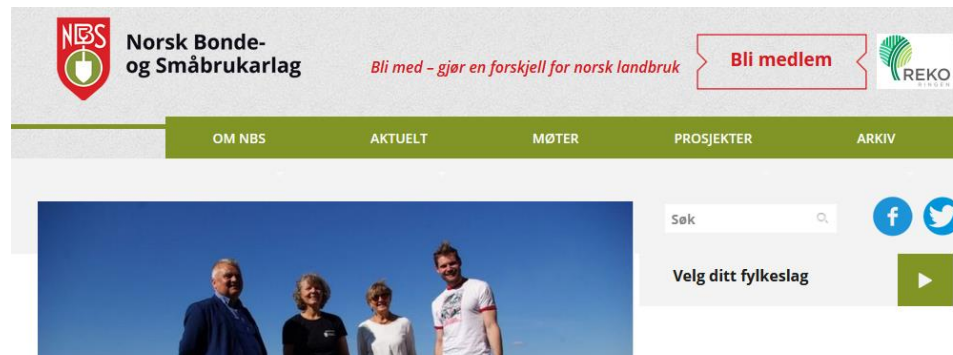 NBS
Norsk Bonde-
og Småbrukarlag
Bli med – gjør en forskjell for norsk landbruk
Bli medlem
REKO
RINGEN
OM NBS
AKTUELT
MØTER
PROSJEKTER
ARKIV
Søk
Velg ditt fylkeslag